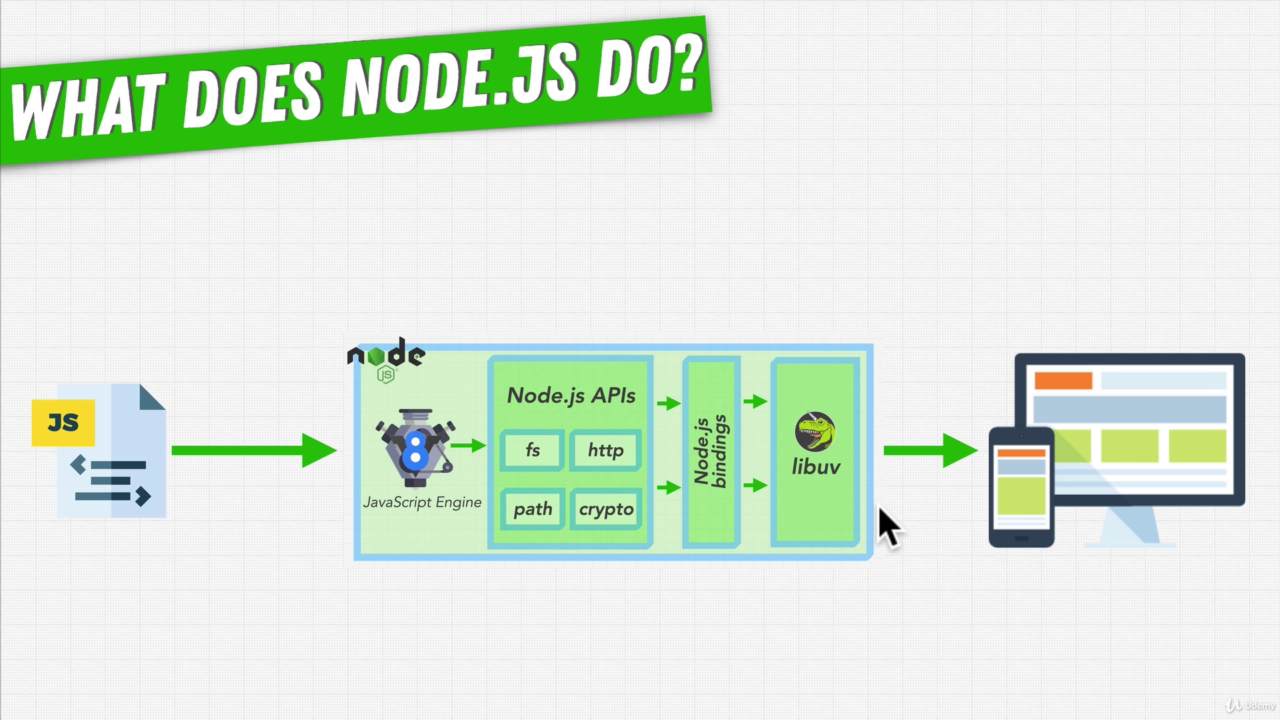 WHAT DOES NODE.JS DO?
node
JS
JS
8
JavaScript Engine
Node.js APIs
fs
http
path
crypto
Node.js
bindings
libuv
Udemy